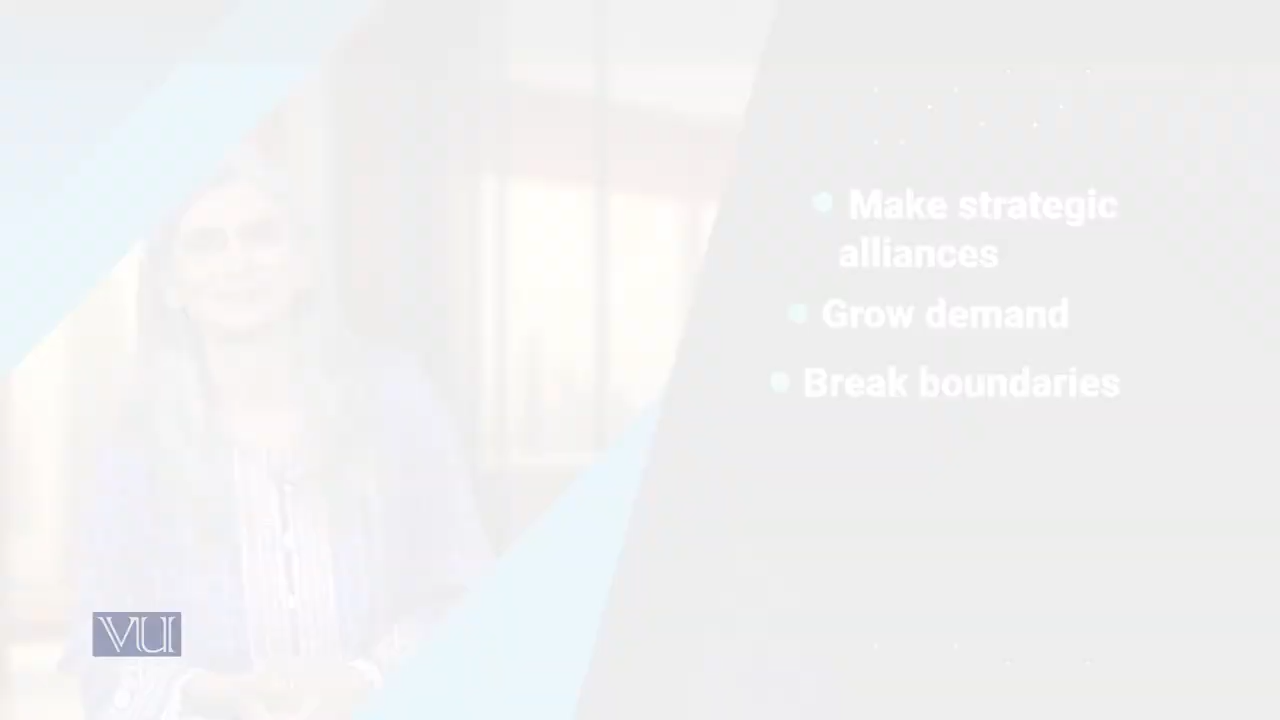 Make strategic
alliances
Grow demand
Break boundaries
VU